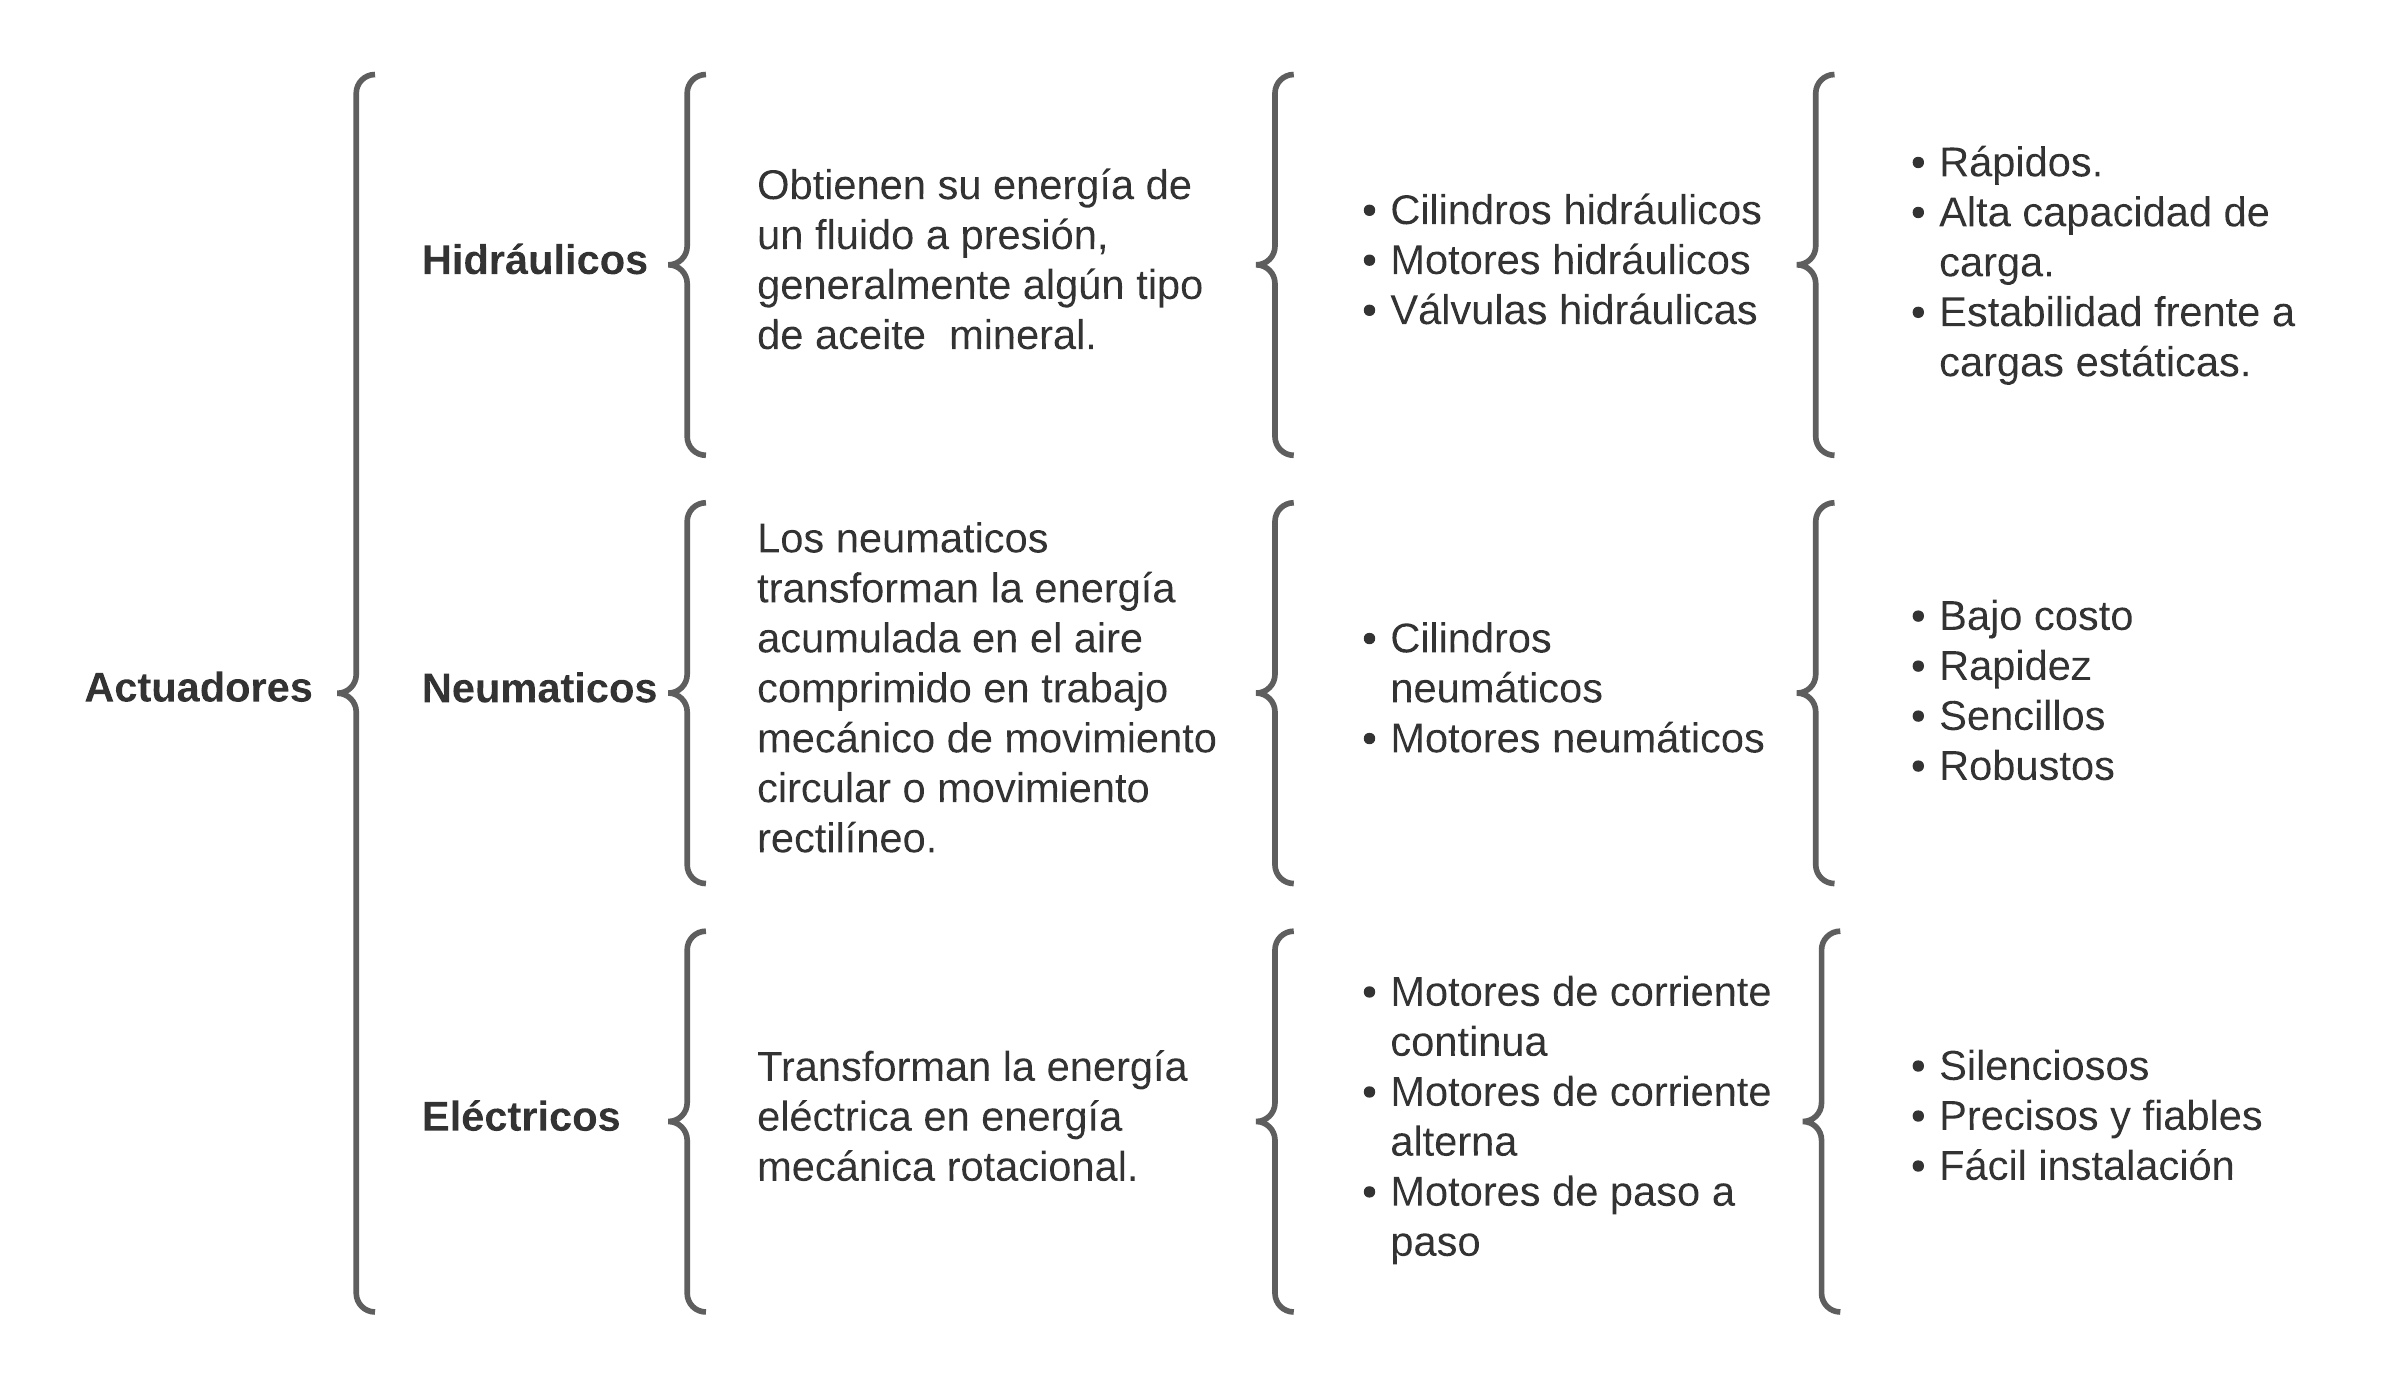 Actuadores
Hidráulicos
Obtienen su energía de
un fluido a presión,
generalmente algún tipo
de aceite  mineral.
• Cilindros hidráulicos
• Motores hidráulicos
• Válvulas hidráulicas
• Rápidos.
• Alta capacidad de
carga.
• Estabilidad frente a
cargas estáticas.
Neumaticos
Los neumaticos
transforman la energía
acumulada en el aire
comprimido en trabajo
mecánico de movimiento
circular o movimiento
rectilíneo.
• Cilindros
neumáticos
• Motores neumáticos
• Bajo costo
• Rapidez
• Sencillos
• Robustos
Eléctricos
Transforman la energía
eléctrica en energía
mecánica rotacional.
• Motores de corriente
continua
• Motores de corriente
alterna
• Motores de paso a
paso
• Silenciosos
• Precisos y fiables
• Fácil instalación